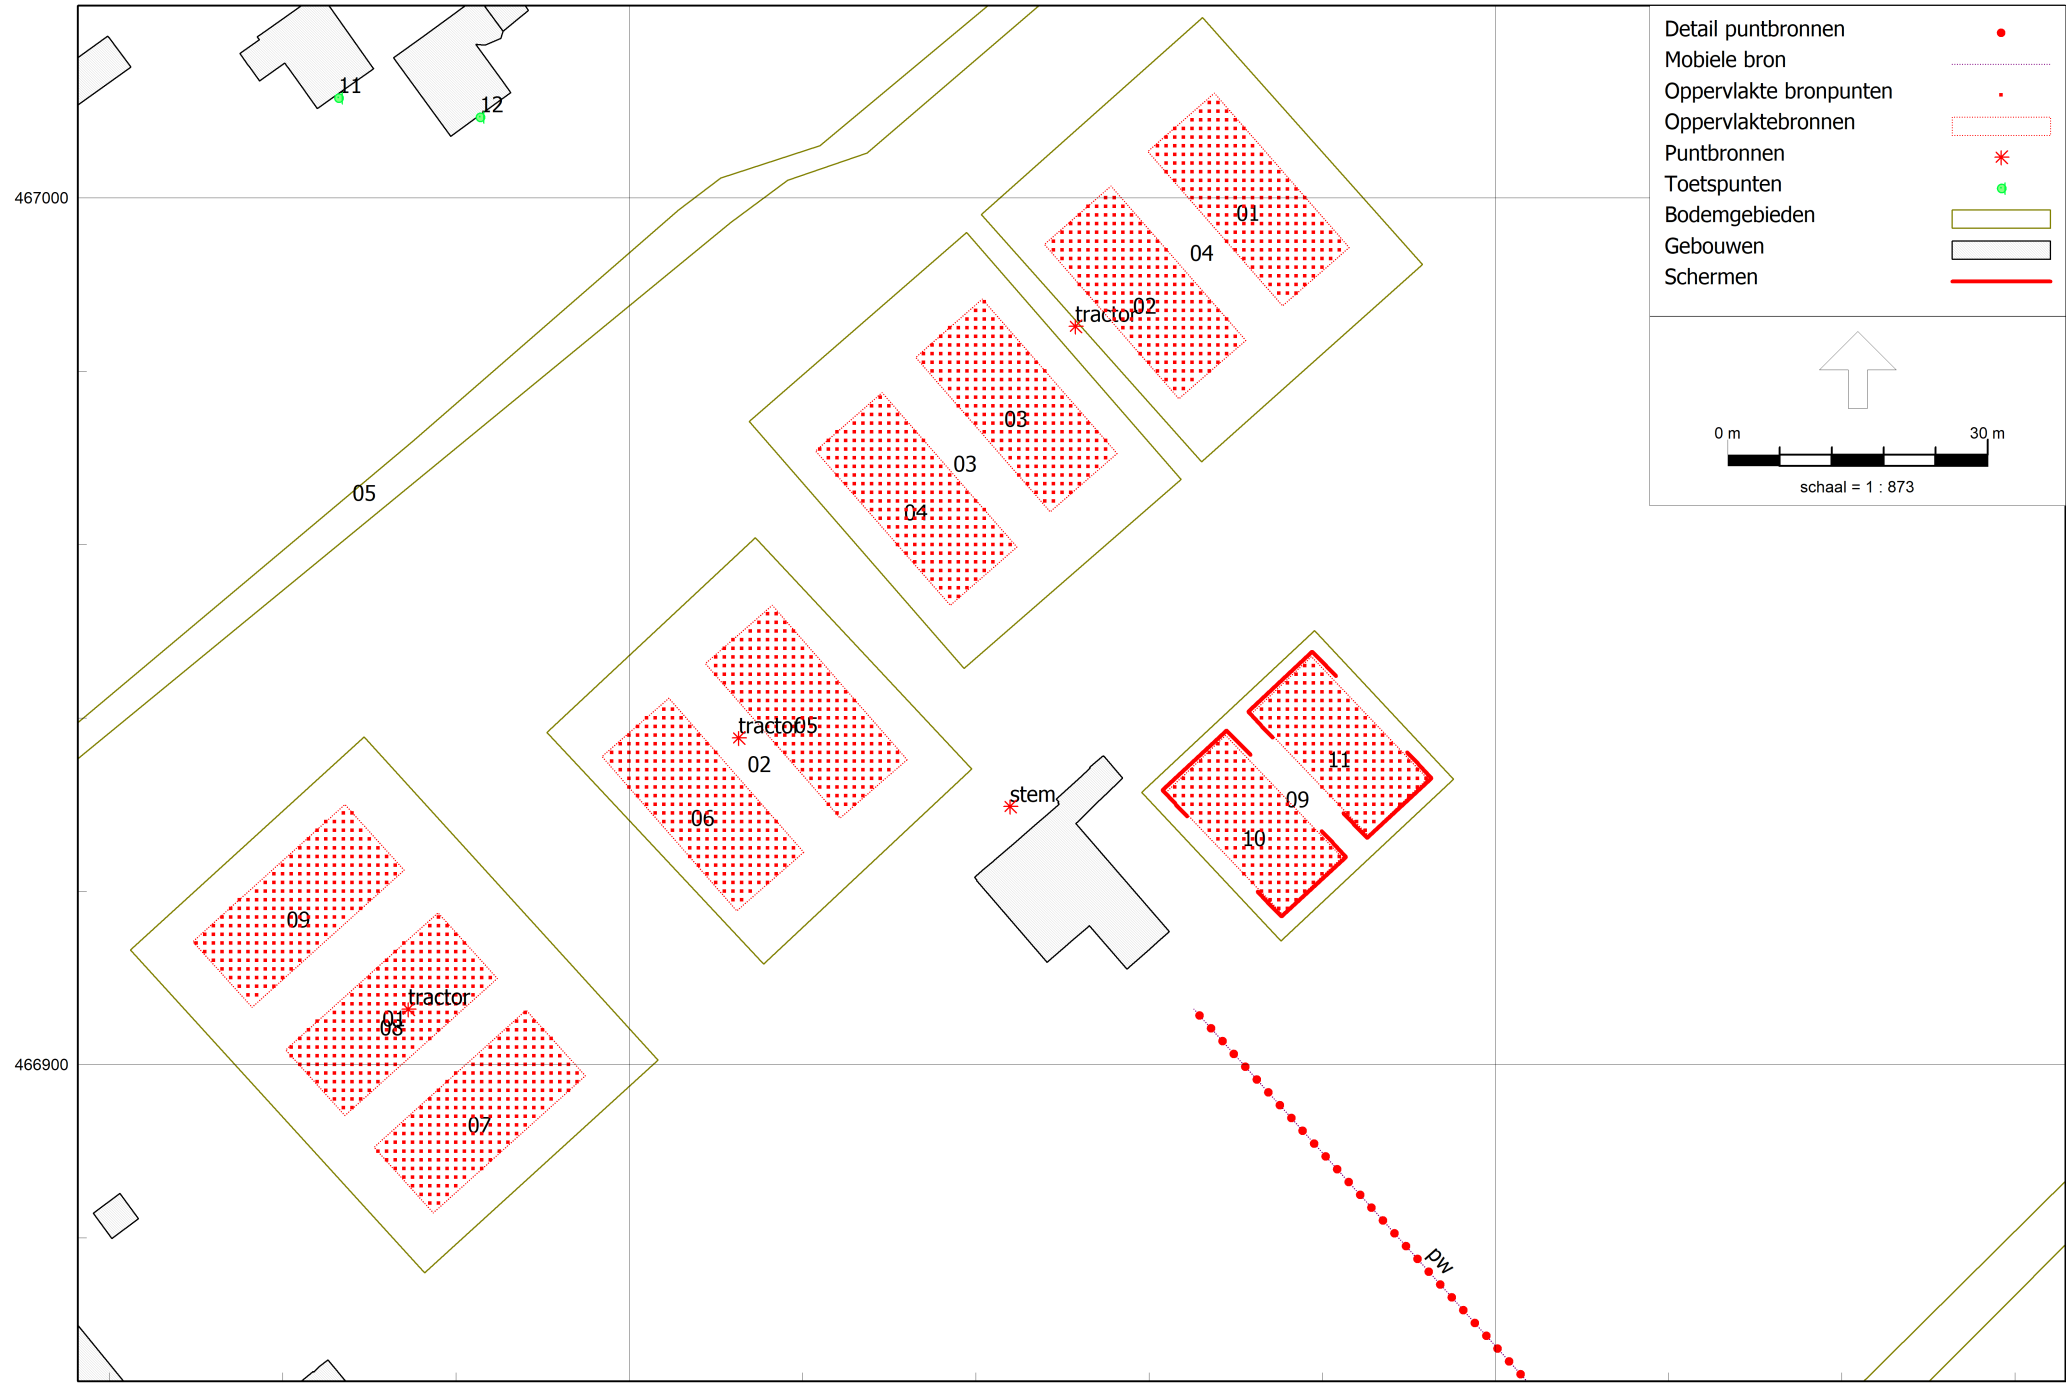 Detail puntbronnen
Mobiele bron
Oppervlakte bronpunten
Oppervlaktebronnen
Puntbronnen
Toetspunten
Bodemgebieden
Gebouwen
Schermen
0 m 30 m
schaal = 1 : 873
11
12
467000
01
04
02
tractor
03
03
05
04
tractor
05
02
stem
06
11
09
10
09
tractor
01
08
466900
07
pw